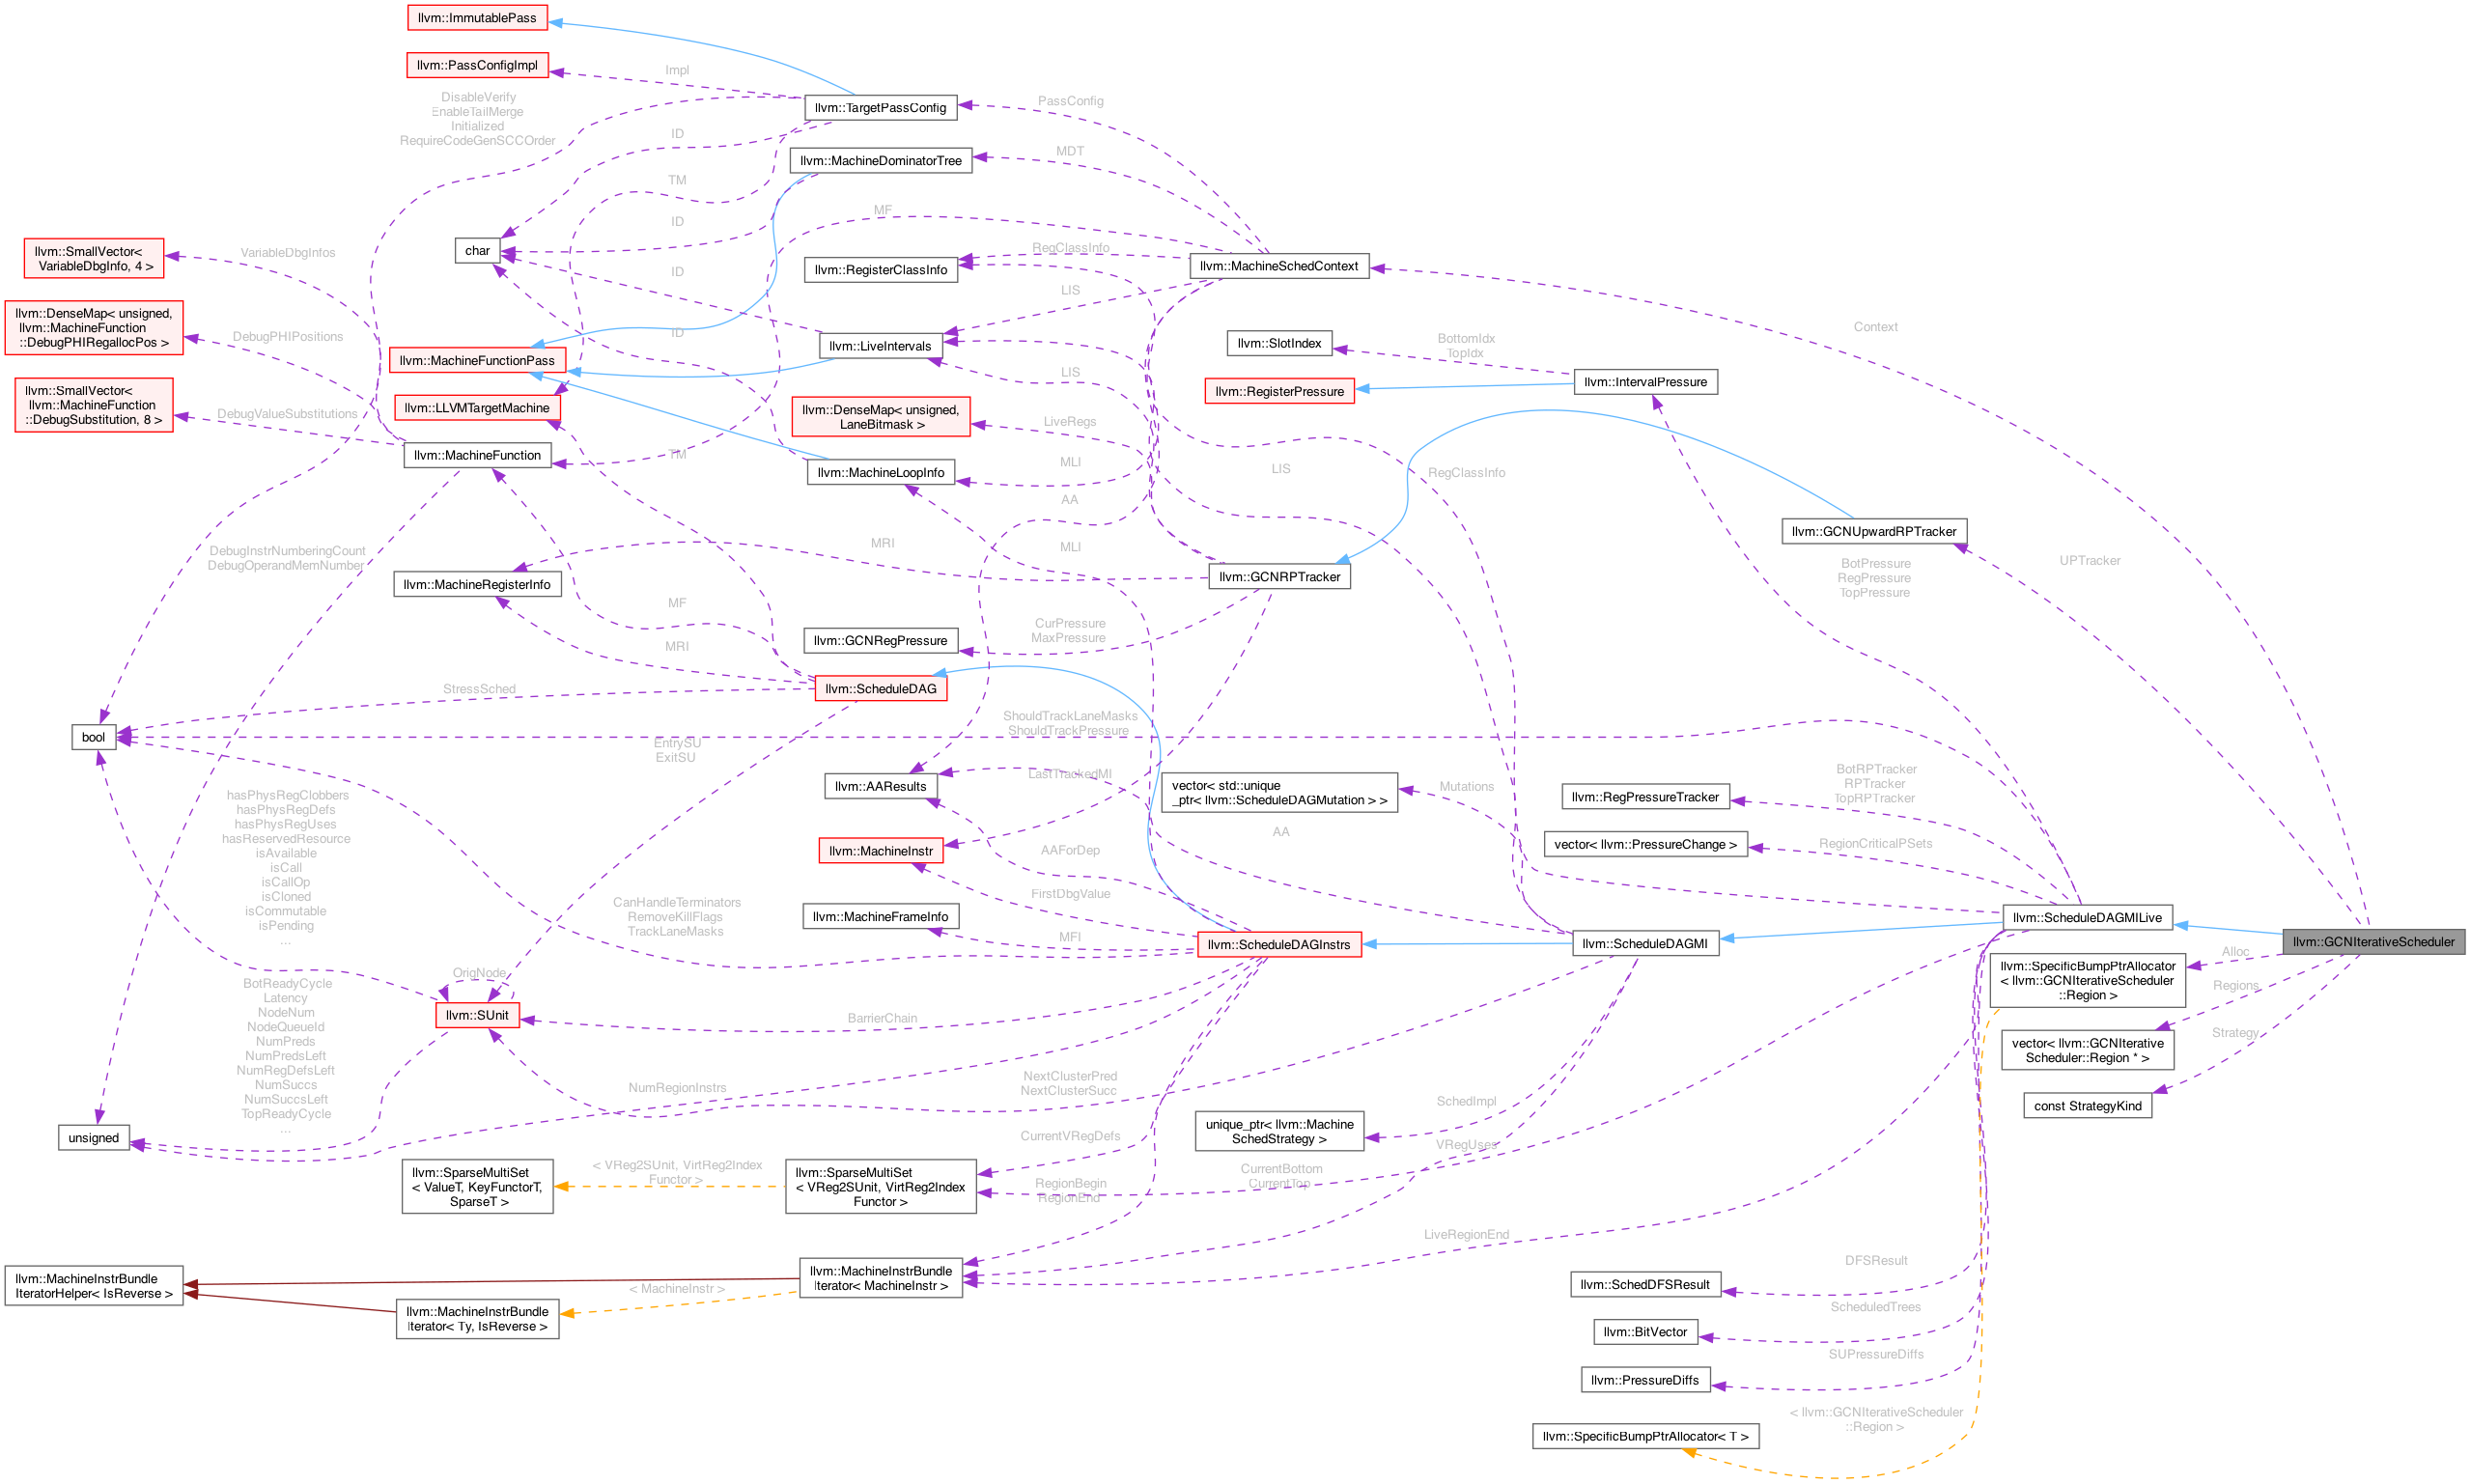 llvm::ImmutablePass
llvm::PassConfigImpl
Impl
DisableVerify
EnableTailMerge
Initialized
RequireCodeGenSCCOrder
llvm::TargetPassConfig
PassConfig
ID
llvm::MachineDominatorTree
MDT
TM
MF
ID
char
llvm::SmallVector<
VariableDbgInfo, 4 >
VariableDbgInfos
RegClassInfo
llvm::RegisterClassInfo
llvm::MachineSchedContext
ID
LIS
llvm::DenseMap< unsigned,
llvm::MachineFunction
::DebugPHIRegallocPos >
DebugPHIPositions
ID
Context
llvm::LiveIntervals
llvm::SlotIndex
BottomIdx
TopIdx
llvm::MachineFunctionPass
LIS
llvm::IntervalPressure
llvm::RegisterPressure
llvm::SmallVector<
llvm::MachineFunction
::DebugSubstitution, 8 >
DebugValueSubstitutions
llvm::LLVMTargetMachine
llvm::DenseMap< unsigned,
LaneBitmask >
LiveRegs
llvm::MachineFunction
TM
llvm::MachineLoopInfo
MLI
LIS
RegClassInfo
AA
llvm::GCNUpwardRPTracker
DebugInstrNumberingCount
DebugOperandMemNumber
MRI
MLI
UPTracker
llvm::MachineRegisterInfo
llvm::GCNRPTracker
BotPressure
RegPressure
TopPressure
MF
CurPressure
MaxPressure
llvm::GCNRegPressure
MRI
StressSched
llvm::ScheduleDAG
ShouldTrackLaneMasks
ShouldTrackPressure
bool
EntrySU
ExitSU
llvm::AAResults
LastTrackedMI
vector< std::unique
_ptr< llvm::ScheduleDAGMutation > >
Mutations
llvm::RegPressureTracker
BotRPTracker
RPTracker
TopRPTracker
hasPhysRegClobbers
hasPhysRegDefs
hasPhysRegUses
hasReservedResource
isAvailable
isCall
isCallOp
isCloned
isCommutable
isPending
...
AA
llvm::MachineInstr
AAForDep
vector< llvm::PressureChange >
RegionCriticalPSets
CanHandleTerminators
RemoveKillFlags
TrackLaneMasks
FirstDbgValue
llvm::MachineFrameInfo
MFI
llvm::ScheduleDAGInstrs
llvm::ScheduleDAGMI
llvm::ScheduleDAGMILive
llvm::GCNIterativeScheduler
OrigNode
llvm::SUnit
Alloc
llvm::SpecificBumpPtrAllocator
< llvm::GCNIterativeScheduler
::Region >
Regions
BotReadyCycle
Latency
NodeNum
NodeQueueId
NumPreds
NumPredsLeft
NumRegDefsLeft
NumSuccs
NumSuccsLeft
TopReadyCycle
...
BarrierChain
Strategy
vector< llvm::GCNIterative
Scheduler::Region * >
NumRegionInstrs
NextClusterPred
NextClusterSucc
const StrategyKind
SchedImpl
unique_ptr< llvm::Machine
SchedStrategy >
unsigned
CurrentVRegDefs
VRegUses
llvm::SparseMultiSet
< ValueT, KeyFunctorT,
SparseT >
< VReg2SUnit, VirtReg2Index
Functor >
llvm::SparseMultiSet
< VReg2SUnit, VirtReg2Index
Functor >
RegionBegin
RegionEnd
CurrentBottom
CurrentTop
LiveRegionEnd
llvm::MachineInstrBundle
IteratorHelper< IsReverse >
llvm::MachineInstrBundle
Iterator< MachineInstr >
< MachineInstr >
llvm::MachineInstrBundle
Iterator< Ty, IsReverse >
DFSResult
llvm::SchedDFSResult
ScheduledTrees
llvm::BitVector
SUPressureDiffs
llvm::PressureDiffs
< llvm::GCNIterativeScheduler
::Region >
llvm::SpecificBumpPtrAllocator< T >